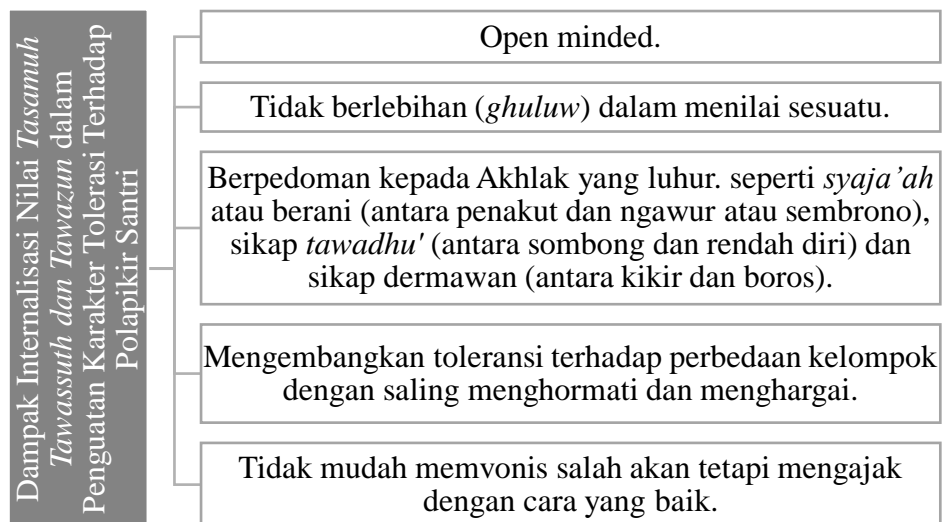 Dampak Internalisasi Nilai Tasamuh
Tawassuth dan Tawazun dalam
Penguatan Karakter Tolerasi Terhadap
Polapikir Santri
Open minded.
Tidak berlebihan (ghuluw) dalam menilai sesuatu.
Berpedoman kepada Akhlak yang luhur. seperti syaja’ah
atau berani (antara penakut dan ngawur atau sembrono),
sikap tawadhu' (antara sombong dan rendah diri) dan
sikap dermawan (antara kikir dan boros).
Mengembangkan toleransi terhadap perbedaan kelompok
dengan saling menghormati dan menghargai.
Tidak mudah memvonis salah akan tetapi mengajak
dengan cara yang baik.